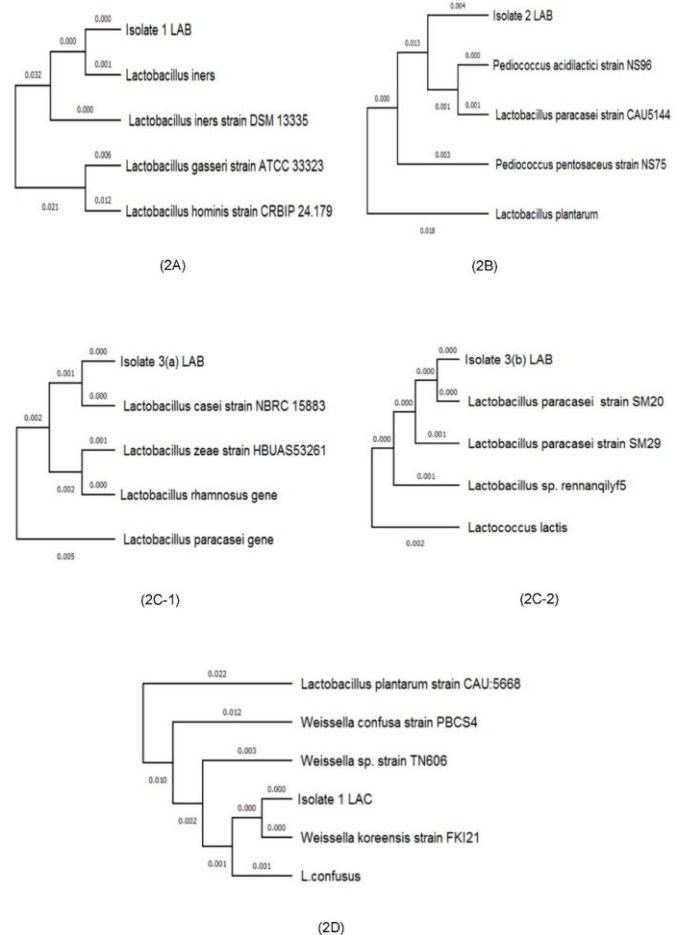 0.000
Isolate 1 LAB
0.000
0.001
Lactobacillus iners
0.032
0.000
Lactobacillus iners strain DSM 13335
0.006
Lactobacillus gasseri strain ATCC 33323
0.021
0.012
Lactobacillus hominis strain CRBIP 24.179
(2A)
0.004
Isolate 2 LAB
0.013
0.000
Pediococcus acidilactici strain NS96
0.000
0.001
0.001
Lactobacillus paracasei strain CAU5144
0.003
Pediococcus pentosaceus strain NS75
Lactobacillus plantarum
0.018
(2B)
0.000
Isolate 3(a) LAB
0.001
0.000
Lactobacillus casei strain NBRC 15883
0.002
0.001
Lactobacillus zeae strain HBUAS53261
0.002
0.000
Lactobacillus rhamnosus gene
Lactobacillus paracasei gene
0.005
(2C-1)
0.000
Isolate 3(b) LAB
0.000
0.000
Lactobacillus paracasei strain SM20
0.000
0.001
Lactobacillus paracasei strain SM29
0.000
0.001
Lactobacillus sp. rennanqilyf5
Lactococcus lactis
0.002
(2C-2)
0.022
Lactobacillus plantarum strain CAU:5668
0.012
Weissella confusa strain PBCS4
0.010
0.003
Weissella sp. strain TN606
0.000
Isolate 1 LAC
0.002
0.000
0.000
Weissella koreensis strain FKI21
0.001
0.001
L.confusus
(2D)